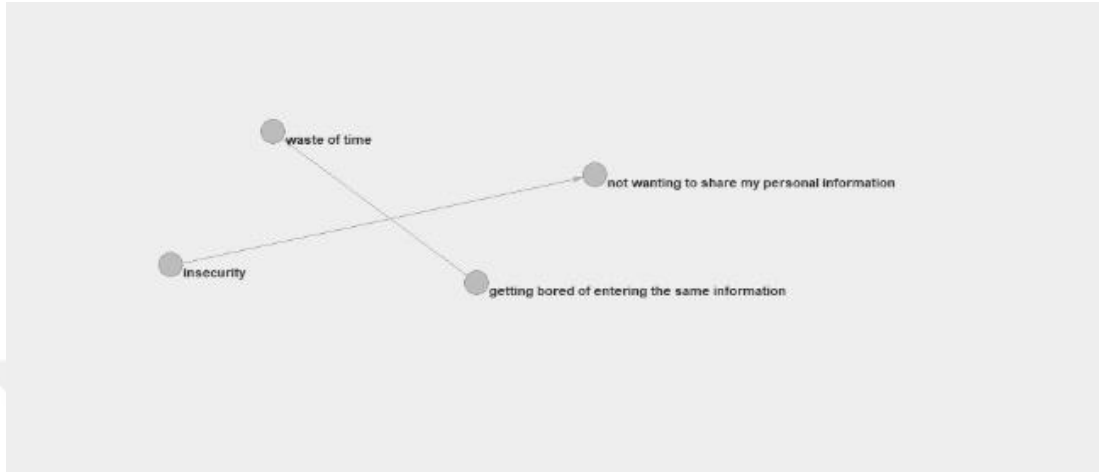 waste of time
not wanting to share my personal information
insecurity
getting bored of entering the same information